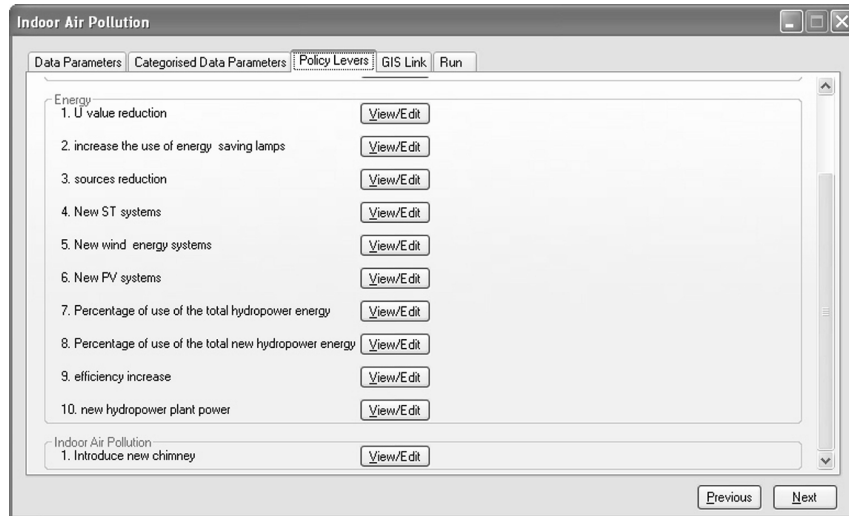 Indoor Air Pollution
Data Parameters Categorised Data Parameters Policy Levers GIS Link Run
Energy
1. U value reduction View/Edit
2. increase the use of energy saving lamps View/Edit
3. sources reduction View/Edit
4. New ST systems View/Edit
5. New wind energy systems View/Edit
6. New PV systems View/Edit
7. Percentage of use of the total hydropower energy View/Edit
8. Percentage of use of the total new hydropower energy View/Edit
9. efficiency increase View/Edit
10. new hydropower plant power View/Edit
Indoor Air Pollution
1. Introduce new chimney View/Edit
Previous Next